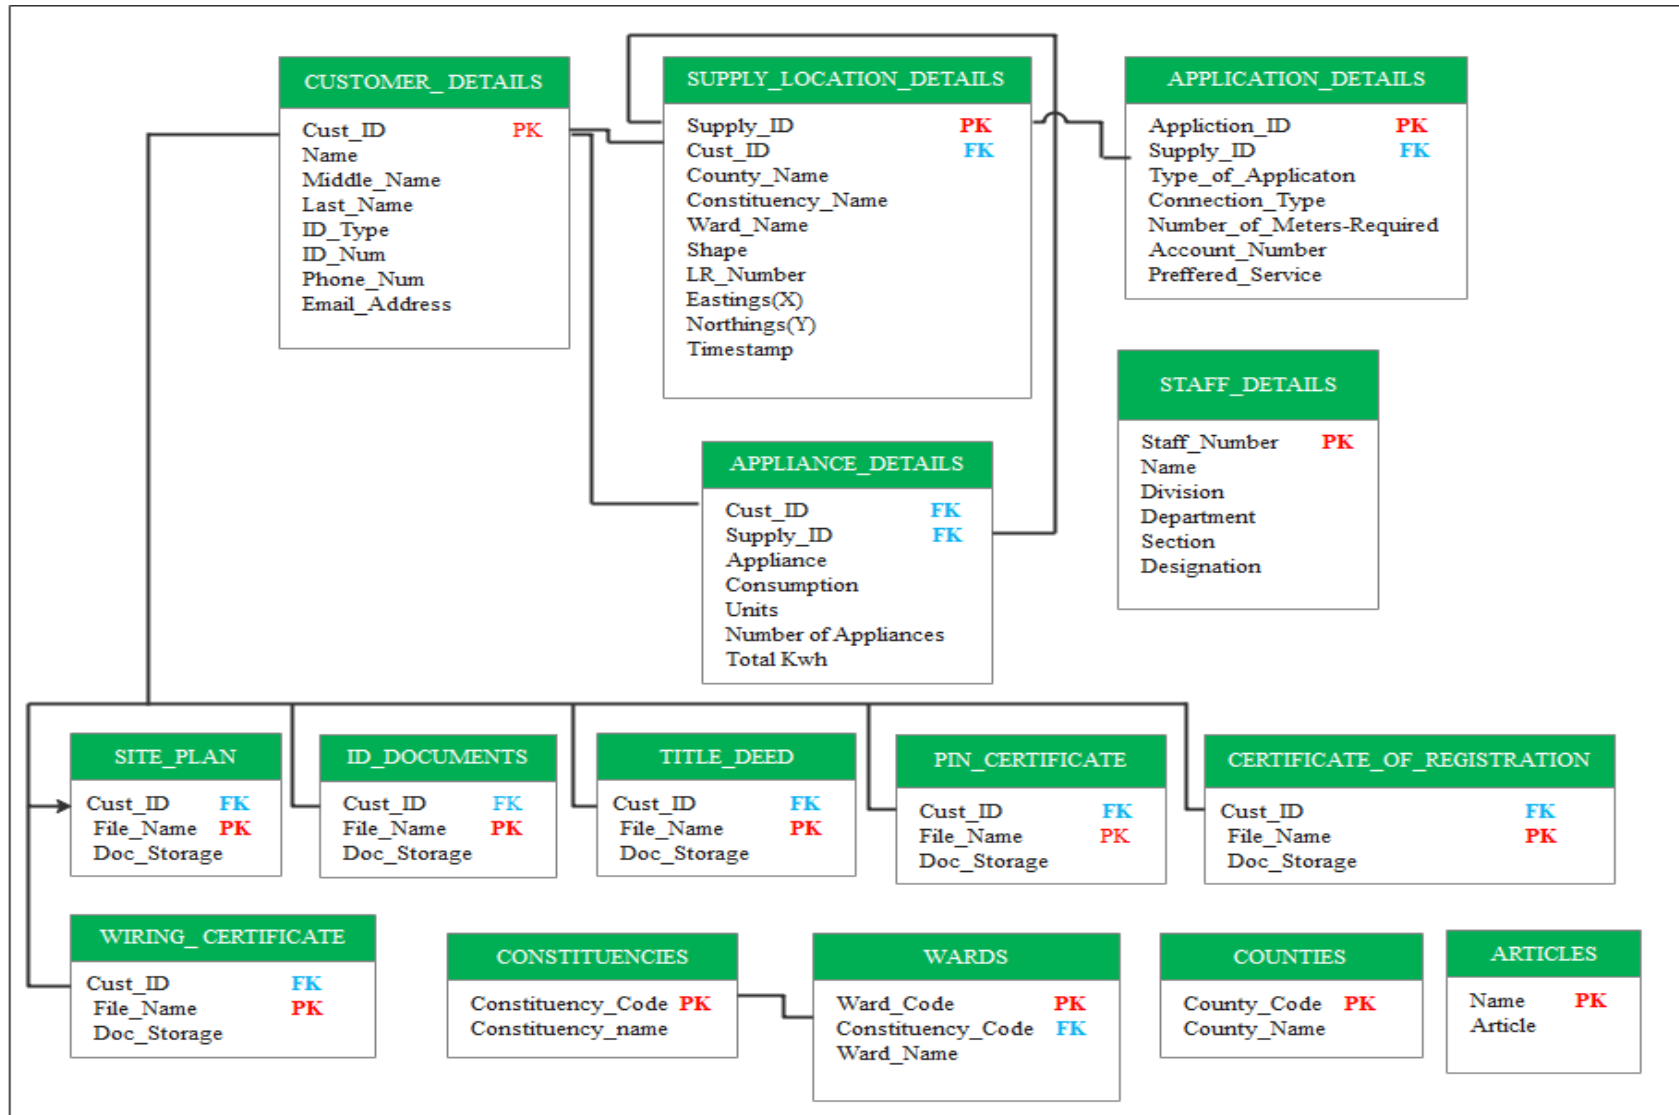 CUSTOMER_ DETAILS
Cust_ID PK
Name
Middle_Name
Last_Name
ID_Type
ID_Num
Phone_Num
Email_Address
SUPPLY_LOCATION_DETAILS
Supply_ID PK
Cust_ID FK
County_Name
Constituency_Name
Ward_Name
Shape
LR_Number
Eastings(X)
Northings(Y)
Timestamp
APPLICATION_DETAILS
Appliction_ID PK
Supply_ID FK
Type_of_Applicaton
Connection_Type
Number_of_Meters-Required
Account_Number
Preffered_Service
STAFF_DETAILS
Staff_Number PK
Name
Division
Department
Section
Designation
APPLIANCE_DETAILS
Cust_ID FK
Supply_ID FK
Appliance
Consumption
Units
Number of Appliances
Total Kwh
SITE_PLAN
Cust_ID FK
File_Name PK
Doc_Storage
ID_DOCUMENTS
Cust_ID FK
File_Name PK
Doc_Storage
TITLE_DEED
Cust_ID FK
File_Name PK
Doc_Storage
PIN_CERTIFICATE
Cust_ID FK
File_Name PK
Doc_Storage
CERTIFICATE_OF_REGISTRATION
Cust_ID FK
File_Name PK
Doc_Storage
WIRING_ CERTIFICATE
Cust_ID FK
File_Name PK
Doc_Storage
CONSTITUENCIES
Constituency_Code PK
Constituency_name
WARDS
Ward_Code PK
Constituency_Code FK
Ward_Name
COUNTIES
County_Code PK
County_Name
ARTICLES
Name PK
Article